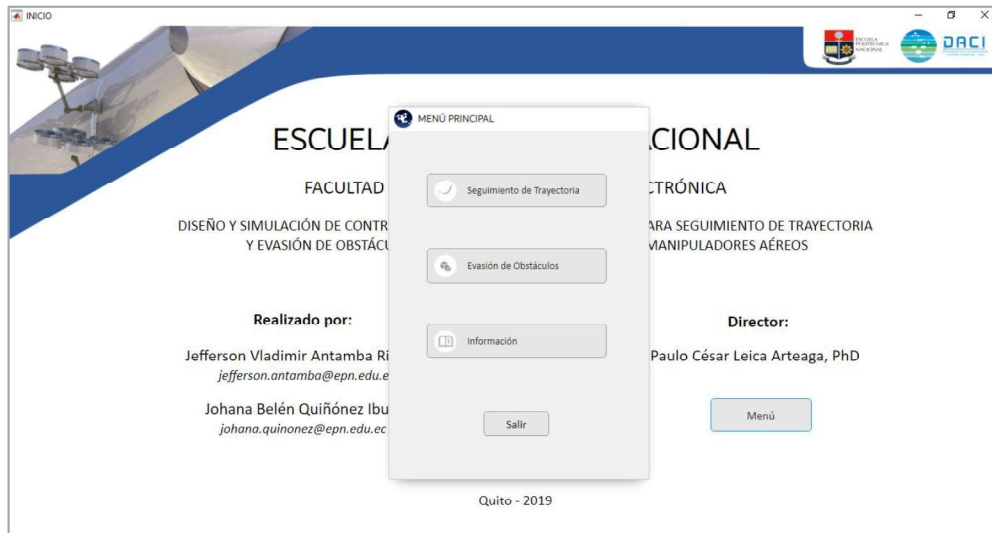 INICIO
ESCUELA
POLITÉCNICA
NACIONAL
DACI
MENÚ PRINCIPAL
ESCUELA CIONAL
FACULTAD CTRÓNICA
Seguimiento de Trayectoria
DISEÑO Y SIMULACIÓN DE CONTR ARA SEGUIMIENTO DE TRAYECTORIA
Y EVASIÓN DE OBSTÁCU MANIPULADORES AÉREOS
Evasión de Obstáculos
Realizado por: Director:
Información
Jefferson Vladimir Antamba Ri Paulo César Leica Arteaga, PhD
jefferson.antamba@epn.edu.e
Johana Belén Quiñónez Ibu Menú
Salir
johana.quinonez@epn.edu.ec
Quito - 2019